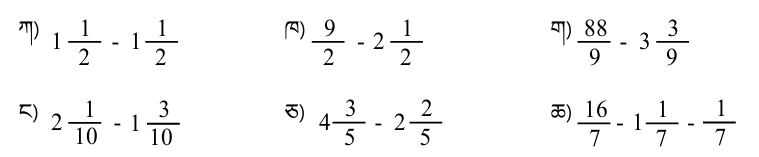 ཀ) 1 1/2 - 1 1/2 ཁ) 9/2 - 2 1/2 ག) 88/9 - 3 3/9
ང) 2 1/10 - 1 3/10 ཅ) 4 3/5 - 2 2/5 ཆ) 16/7 - 1 1/7 - 1/7